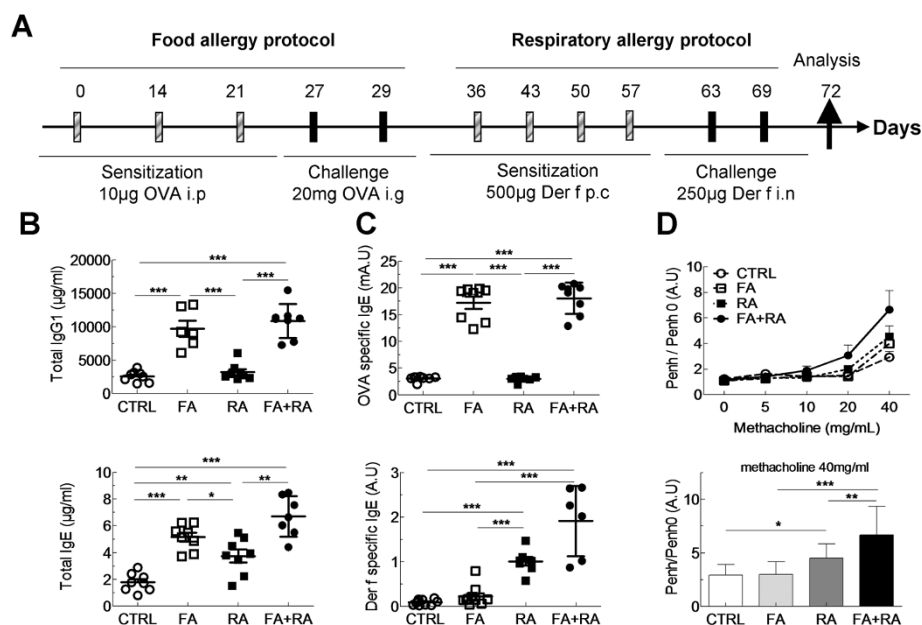 A
Food allergy protocol
Respiratory allergy protocol
Analysis
0 14 21 27 29 36 43 50 57 63 69 72
Days
Sensitization
10µg OVA i.p
Challenge
20mg OVA i.g
Sensitization
500µg Der f p.c
Challenge
250µg Der f i.n
B
Total IgG1 (µg/ml)
20000
15000
10000
5000
2500
0
***
***
***
***
CTRL FA RA FA+RA
Total IgE (µg/ml)
10
8
6
4
2
0
***
**
***
*
**
CTRL FA RA FA+RA
C
OVA specific IgE (mA.U)
25
20
15
10
5
0
***
***
***
***
CTRL FA RA FA+RA
Der f specific IgE (A.U)
3
2
1
0
***
***
***
***
CTRL FA RA FA+RA
D
Penh / Penh 0 (A.U)
10
8
6
4
2
0
CTRL
FA
RA
FA+RA
0 5 10 20 40
Methacholine (mg/mL)
methacholine 40mg/ml
Penh/Penh0 (A.U)
10
5
0
***
**
*
CTRL FA RA FA+RA